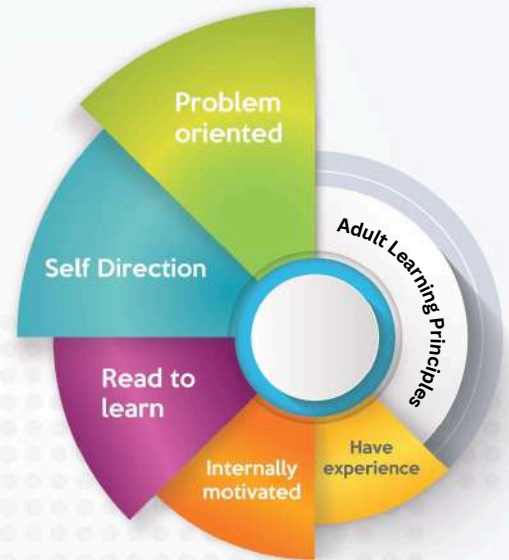 Problem
oriented
Adult Learning Principles
Self Direction
Read to
learn
Internally
motivated
Have
experience